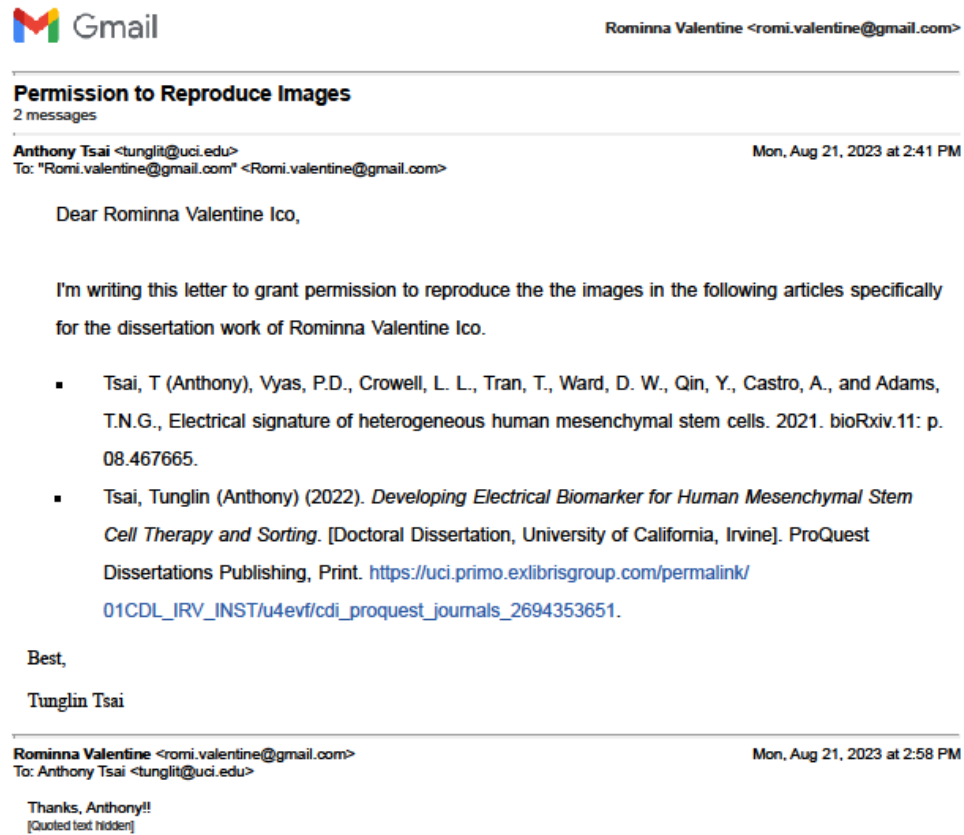 Gmail
Rominna Valentine <romi.valentine@gmail.com>
Permission to Reproduce Images
2 messages
Anthony Tsai <tunglit@uci.edu>
Mon, Aug 21, 2023 at 2:41 PM
To: "Romi.valentine@gmail.com" <Romi.valentine@gmail.com>
Dear Rominna Valentine Ico,
I'm writing this letter to grant permission to reproduce the the images in the following articles specifically
for the dissertation work of Rominna Valentine Ico.
▪ Tsai, T (Anthony), Vyas, P.D., Crowell, L. L., Tran, T., Ward, D. W., Qin, Y., Castro, A., and Adams,
T.N.G., Electrical signature of heterogeneous human mesenchymal stem cells. 2021. bioRxiv.11: p.
08.467665.
▪ Tsai, Tunglin (Anthony) (2022). Developing Electrical Biomarker for Human Mesenchymal Stem
Cell Therapy and Sorting. [Doctoral Dissertation, University of California, Irvine]. ProQuest
Dissertations Publishing, Print. https://uci.primo.exlibrisgroup.com/permalink/
01CDL_IRV_INST/u4evf/cdi_proquest_journals_2694353651.
Best,
Tunglin Tsai
Rominna Valentine <romi.valentine@gmail.com>
Mon, Aug 21, 2023 at 2:58 PM
To: Anthony Tsai <tunglit@uci.edu>
Thanks, Anthony!!
[Quoted text hidden]